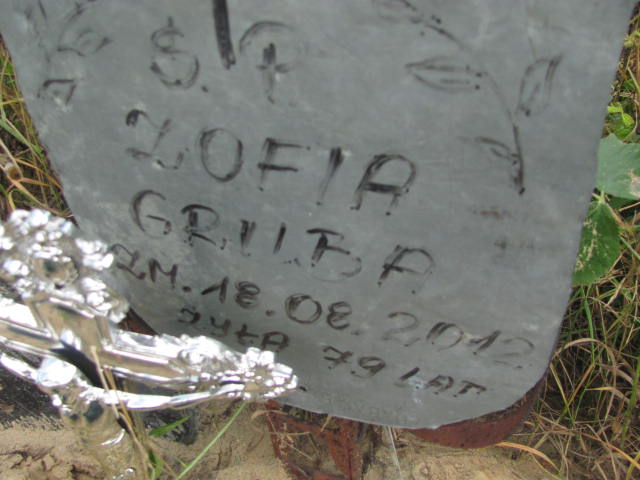 Ś. P.
ZOFIA
GRUBA
ZM. 18.08.2012
ŻYŁA 79 LAT